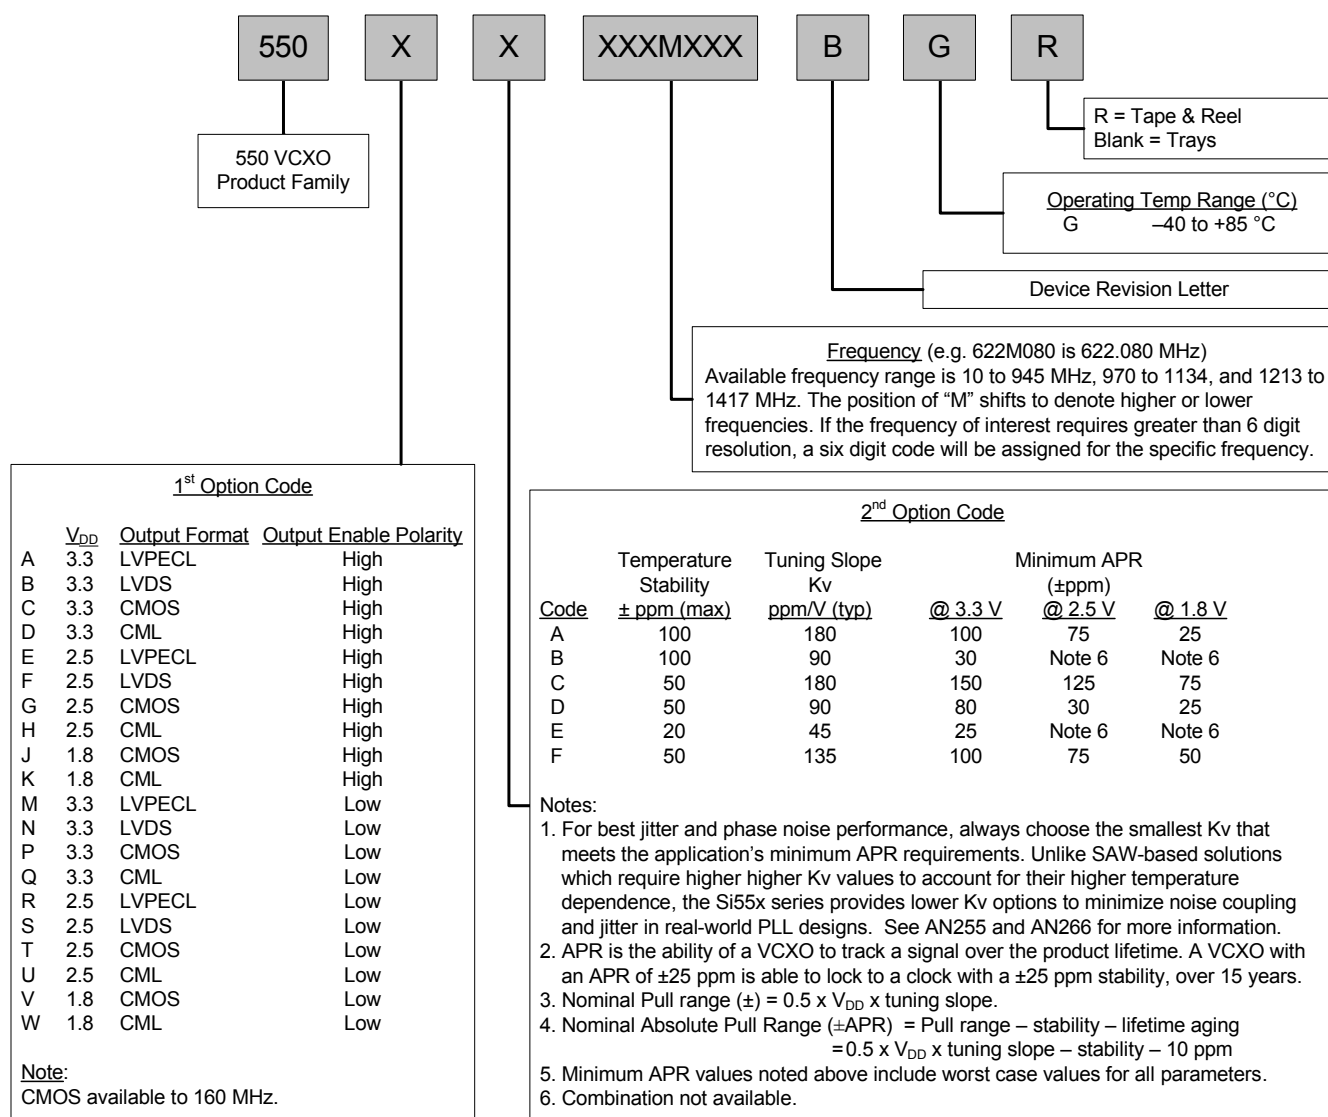 550 X X XXXMXXX B G R
R = Tape & Reel
Blank = Trays
550 VCXO
Product Family
Operating Temp Range (°C)
G –40 to +85 °C
Device Revision Letter
Frequency (e.g. 622M080 is 622.080 MHz)
Available frequency range is 10 to 945 MHz, 970 to 1134, and 1213 to
1417 MHz. The position of “M” shifts to denote higher or lower
frequencies. If the frequency of interest requires greater than 6 digit
resolution, a six digit code will be assigned for the specific frequency.
1st Option Code
VDD Output Format Output Enable Polarity
A 3.3 LVPECL High
B 3.3 LVDS High
C 3.3 CMOS High
D 3.3 CML High
E 2.5 LVPECL High
F 2.5 LVDS High
G 2.5 CMOS High
H 2.5 CML High
J 1.8 CMOS High
K 1.8 CML High
M 3.3 LVPECL Low
N 3.3 LVDS Low
P 3.3 CMOS Low
Q 3.3 CML Low
R 2.5 LVPECL Low
S 2.5 LVDS Low
T 2.5 CMOS Low
U 2.5 CML Low
V 1.8 CMOS Low
W 1.8 CML Low
Note:
CMOS available to 160 MHz.
2nd Option Code
Temperature Tuning Slope Minimum APR
Stability Kv (±ppm)
Code ± ppm (max) ppm/V (typ) @ 3.3 V @ 2.5 V @ 1.8 V
A 100 180 100 75 25
B 100 90 30 Note 6 Note 6
C 50 180 150 125 75
D 50 90 80 30 25
E 20 45 25 Note 6 Note 6
F 50 135 100 75 50
Notes:
1. For best jitter and phase noise performance, always choose the smallest Kv that
meets the application’s minimum APR requirements. Unlike SAW-based solutions
which require higher higher Kv values to account for their higher temperature
dependence, the Si55x series provides lower Kv options to minimize noise coupling
and jitter in real-world PLL designs. See AN255 and AN266 for more information.
2. APR is the ability of a VCXO to track a signal over the product lifetime. A VCXO with
an APR of ±25 ppm is able to lock to a clock with a ±25 ppm stability, over 15 years.
3. Nominal Pull range (±) = 0.5 x VDD x tuning slope.
4. Nominal Absolute Pull Range (±APR) = Pull range – stability – lifetime aging
= 0.5 x VDD x tuning slope – stability – 10 ppm
5. Minimum APR values noted above include worst case values for all parameters.
6. Combination not available.